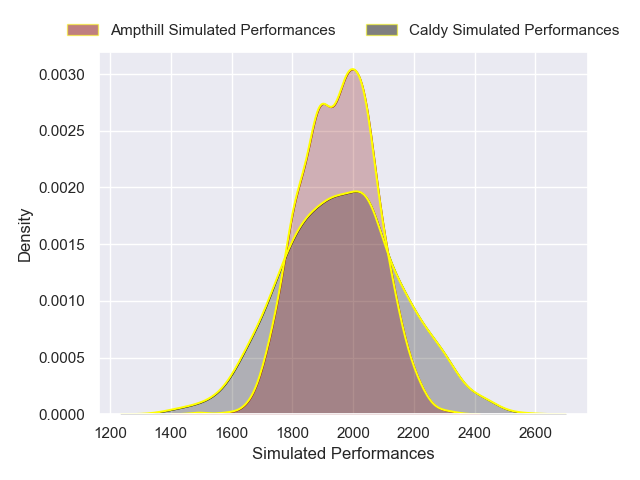 Ampthill Simulated Performances
Caldy Simulated Performances
0.0030
0.0025
0.0020
0.0015
0.0010
0.0005
0.0000
Density
1200 1400 1600 1800 2000 2200 2400 2600
Simulated Performances